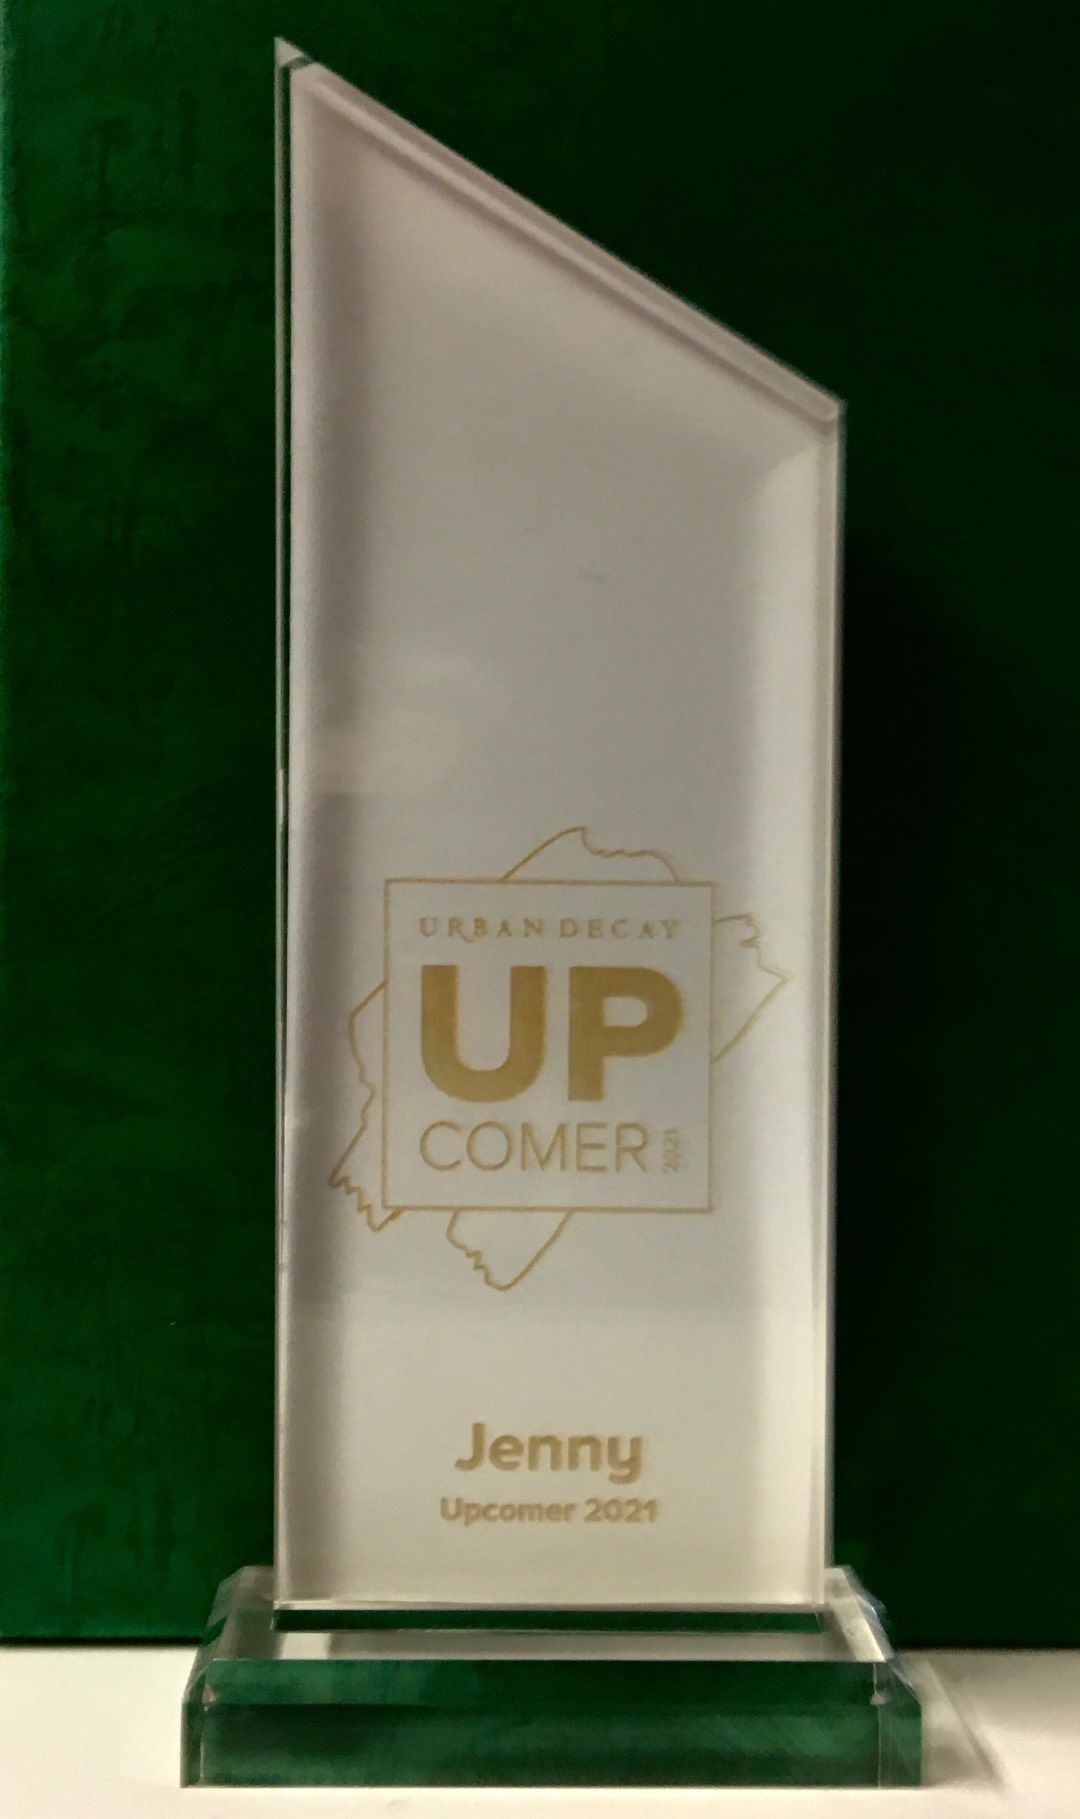 URBAN DECAY
UP
COMER 2021
Jenny
Upcomer 2021